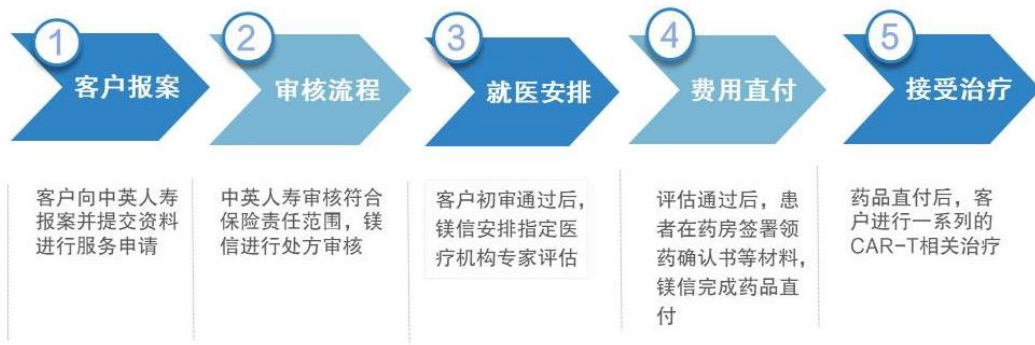 1
客户报案
2
审核流程
3
就医安排
4
费用直付
5
接受治疗
客户向中英人寿
报案并提交资料
进行服务申请
中英人寿审核符合
保险责任范围，镁
信进行处方审核
客户初审通过后，
镁信安排指定医
疗机构专家评估
评估通过后，患
者在药房签署领
药确认书等材料，
镁信完成药品直
付
药品直付后，客
户进行一系列的
CAR-T相关治疗